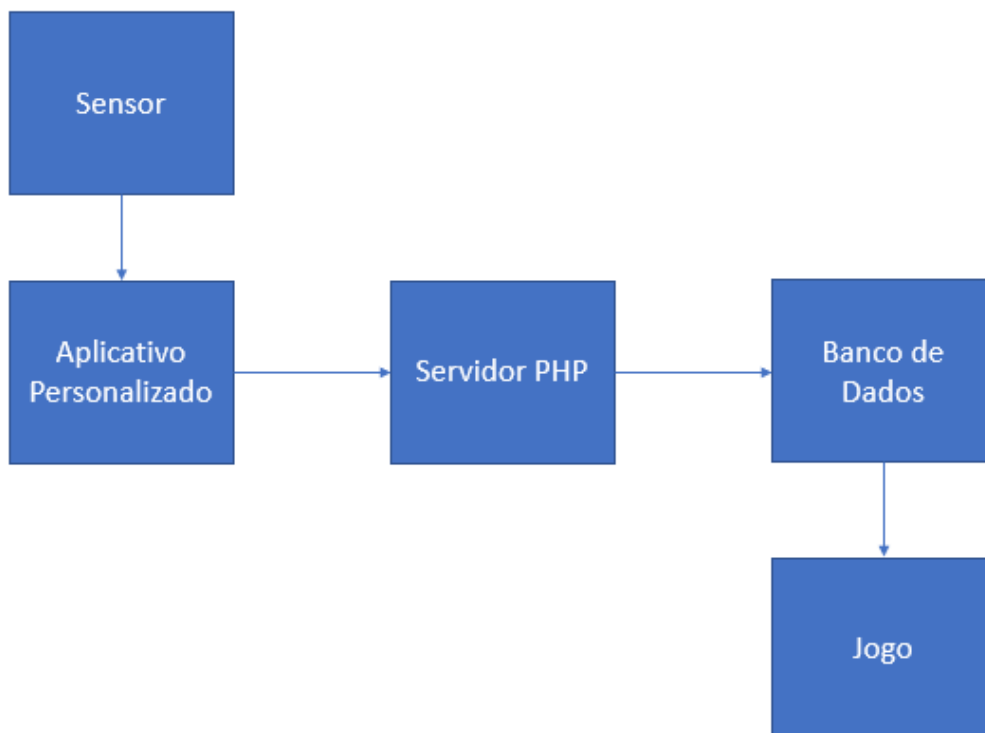 Sensor
Aplicativo
Personalizado
Servidor PHP
Banco de
Dados
Jogo